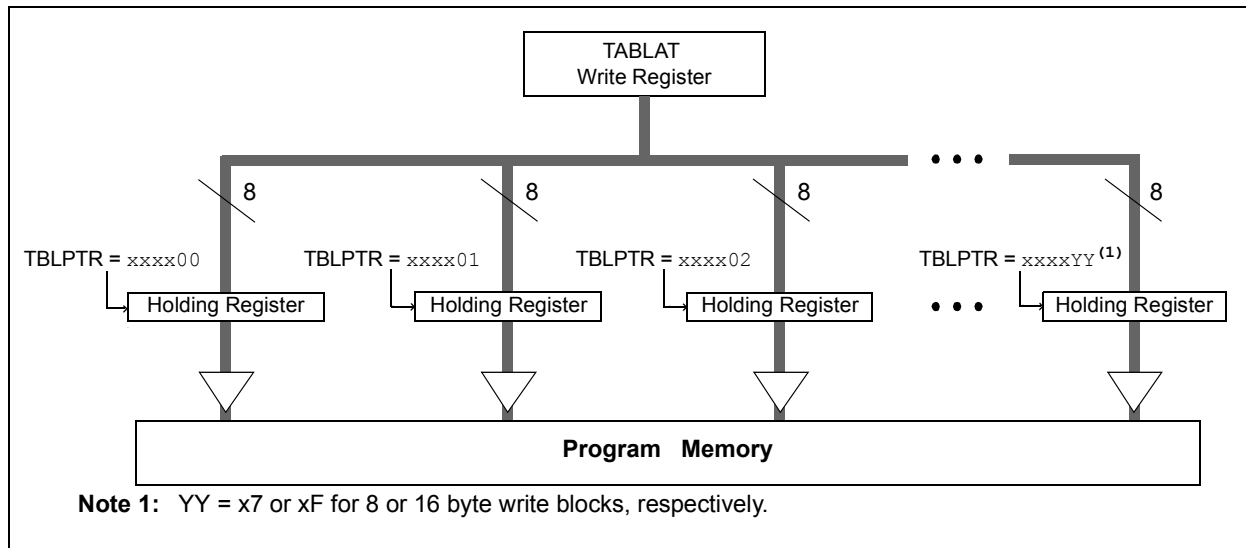 TABLAT
Write Register
8 8 8 8
TBLPTR = xxxx00 TBLPTR = xxxx01 TBLPTR = xxxx02 TBLPTR = xxxxYY(1)
Holding Register Holding Register Holding Register Holding Register
Program Memory
Note 1: YY = x7 or xF for 8 or 16 byte write blocks, respectively.